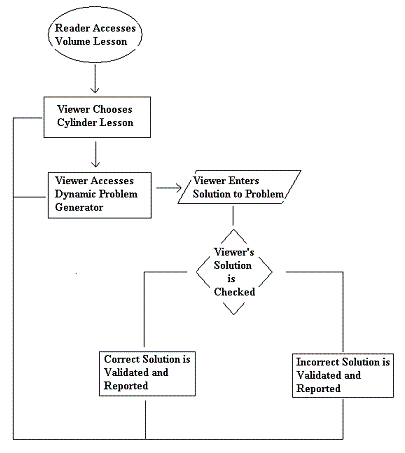 Reader Accesses
Volume Lesson
Viewer Chooses
Cylinder Lesson
Viewer Accesses
Dynamic Problem
Generator
Viewer Enters
Solution to Problem
Viewer's
Solution
is
Checked
Correct Solution is
Validated and
Reported
Incorrect Solution is
Validated and
Reported